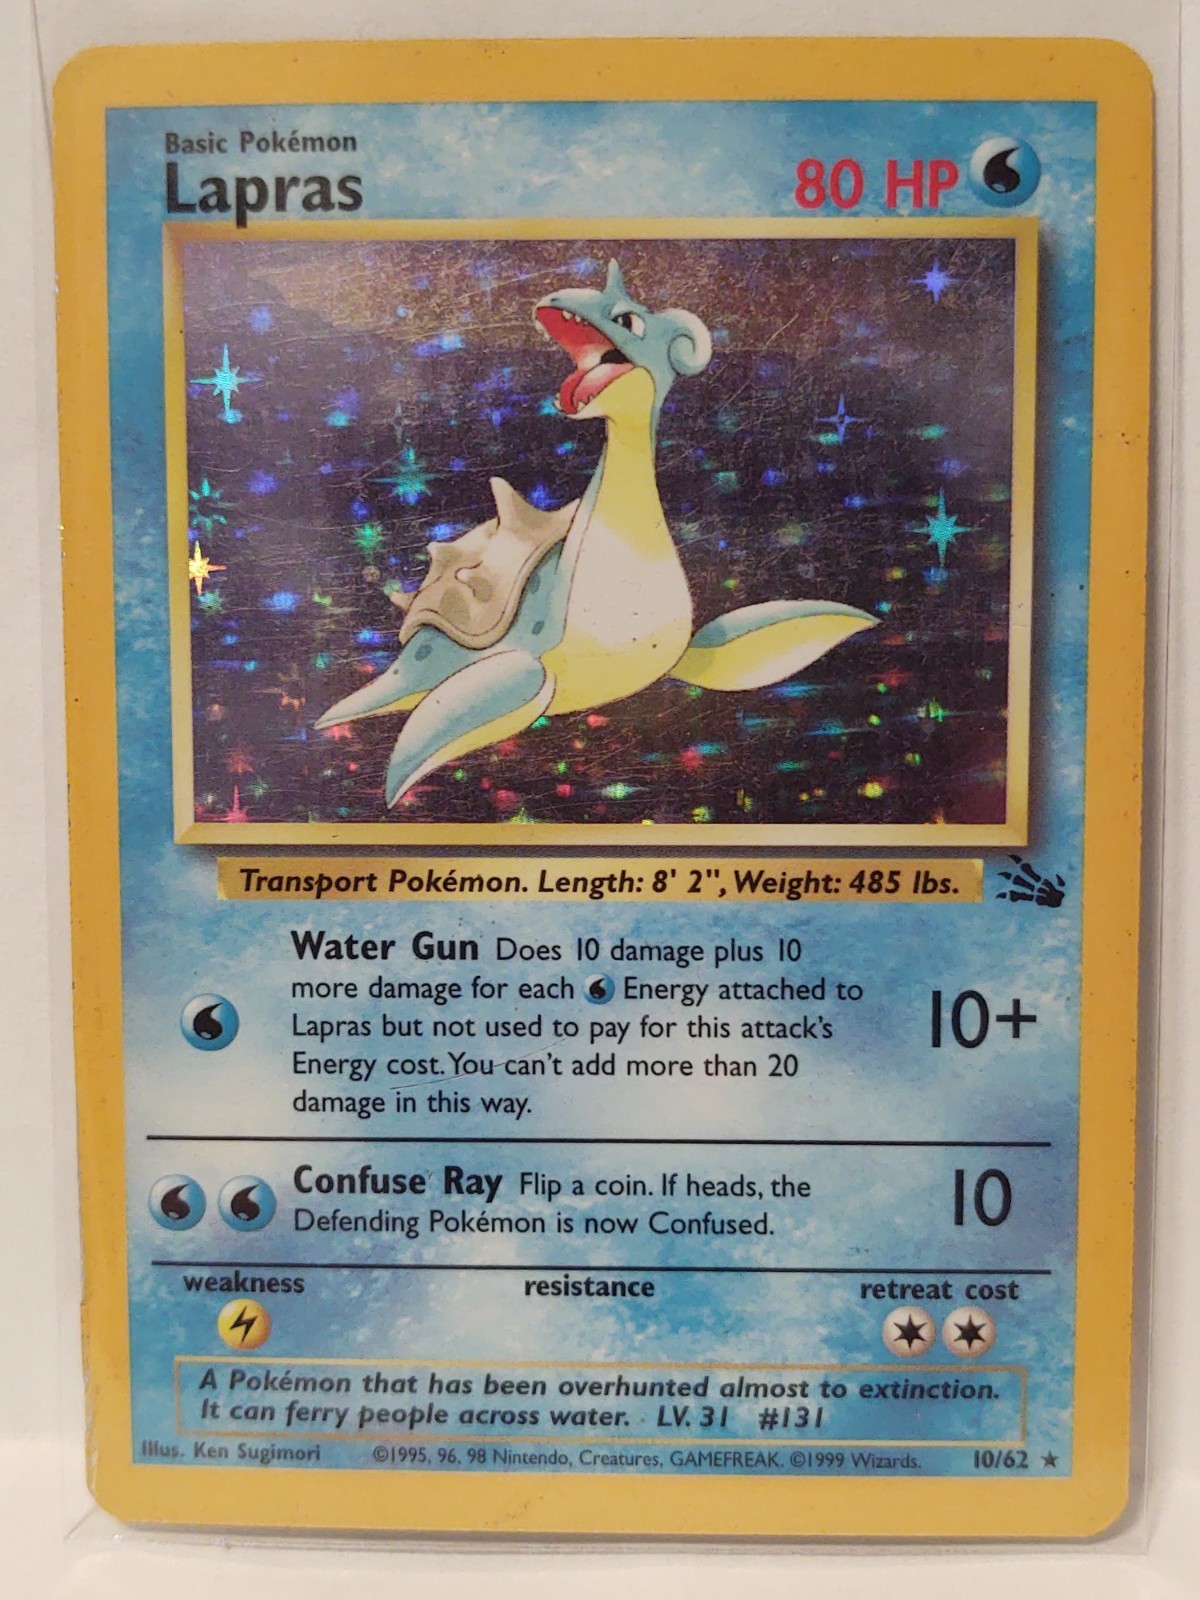 Basic Pokémon
Lapras
80 HP
Transport Pokémon. Length: 8' 2", Weight: 485 lbs.
Water Gun Does 10 damage plus 10
more damage for each Energy attached to
Lapras but not used to pay for this attack's
Energy cost. You can't add more than 20
damage in this way.
10+
Confuse Ray Flip a coin. If heads, the
Defending Pokémon is now Confused.
10
weakness resistance retreat cost
A Pokémon that has been overhunted almost to extinction.
It can ferry people across water. LV. 31 #131
Illus. Ken Sugimori ©1995, 96, 98 Nintendo, Creatures, GAMEFREAK. ©1999 Wizards. 10/62 ★